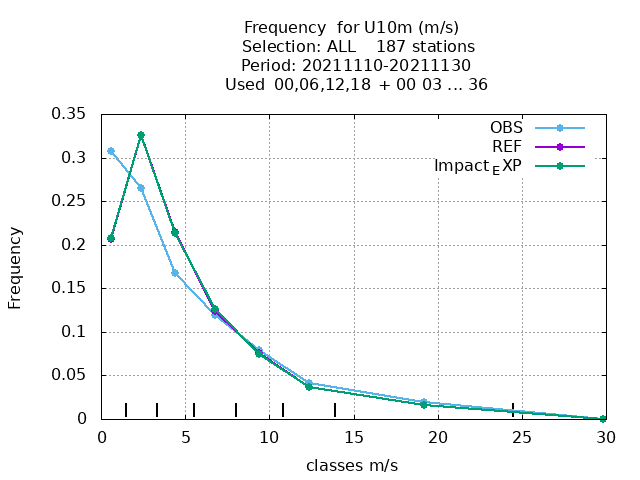 Frequency  for U10m (m/s)
Selection: ALL    187 stations
Period: 20211110-20211130
Used  00,06,12,18  + 00 03 ... 36
OBS
REF
Impact_EXP
0.35
0.3
0.25
0.2
0.15
0.1
0.05
0
Frequency
0 5 10 15 20 25 30
classes m/s